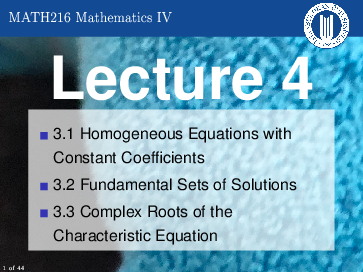 MATH216 Mathematics IV
Lecture 4
3.1 Homogeneous Equations with
Constant Coefficients
3.2 Fundamental Sets of Solutions
3.3 Complex Roots of the
Characteristic Equation
1 of 44